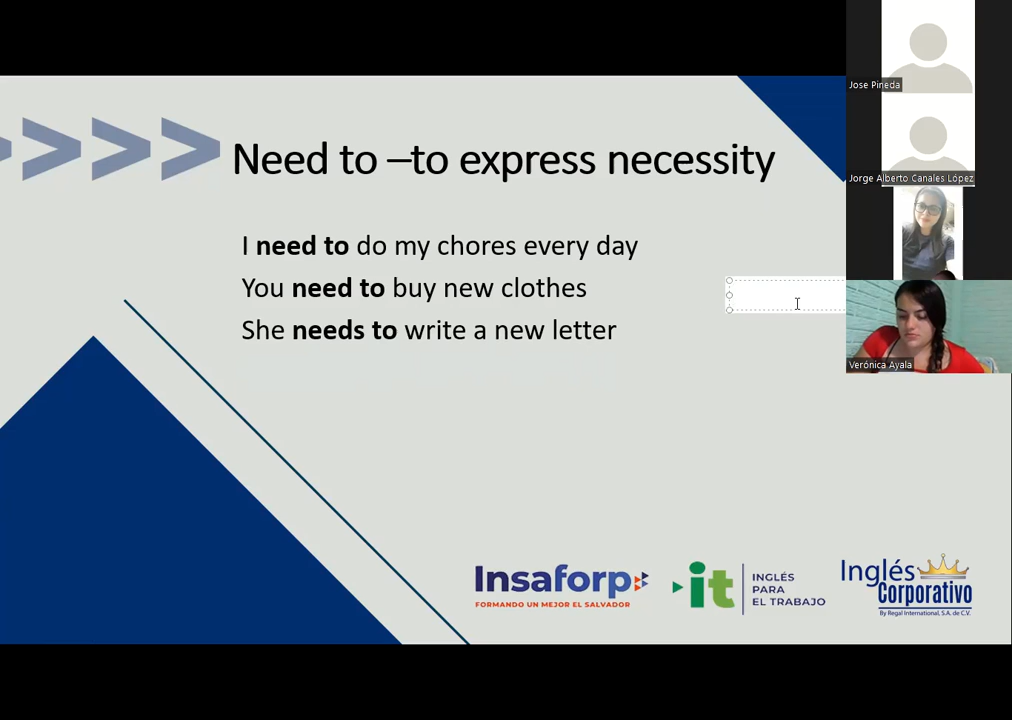 Need to –to express necessity
I need to do my chores every day
You need to buy new clothes
She needs to write a new letter
Jose Pineda
Jorge Alberto Canales López
Verónica Ayala
Insaforp
FORMANDO UN MEJOR EL SALVADOR
it
INGLÉS
PARA
EL TRABAJO
Inglés
Corporativo
By Regal International, S.A. de C.V.